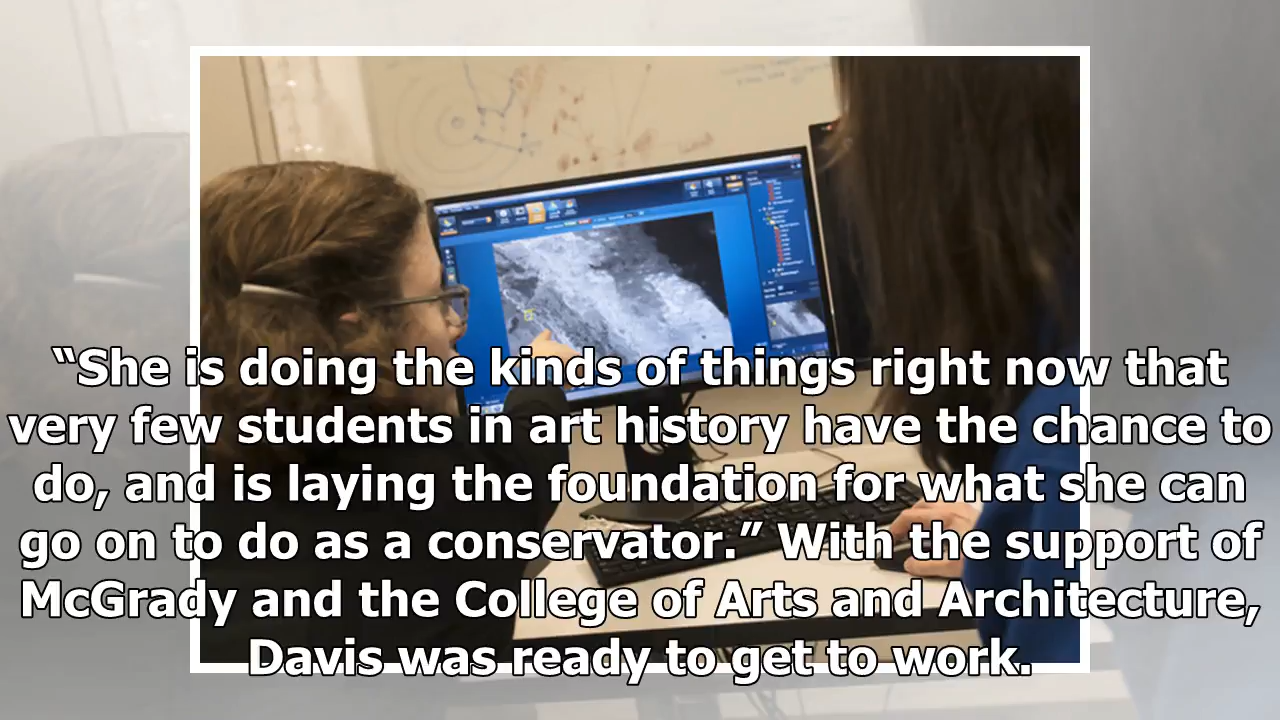 “She is doing the kinds of things right now that
very few students in art history have the chance to
do, and is laying the foundation for what she can
go on to do as a conservator.” With the support of
McGrady and the College of Arts and Architecture,
Davis was ready to get to work.